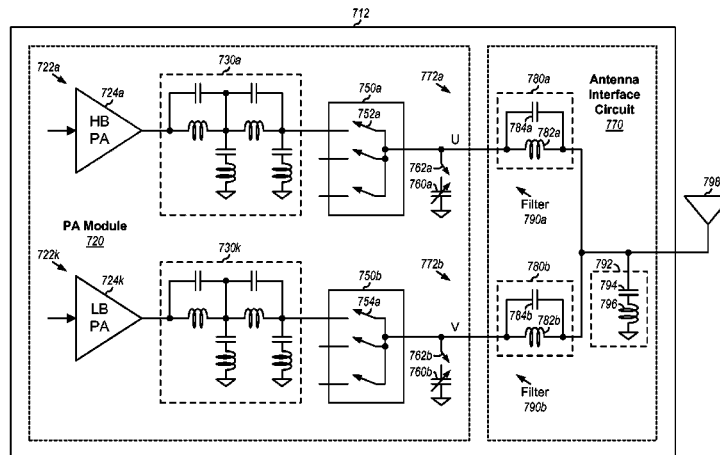 712
722a
724a
HB
PA
730a
750a
752a
772a
U
762a
760a
780a
784a
782a
Filter
790a
Antenna
Interface
Circuit
770
798
PA Module
720
722k
724k
LB
PA
730k
750b
754a
772b
V
762b
760b
780b
784b
782b
Filter
790b
792
794
796